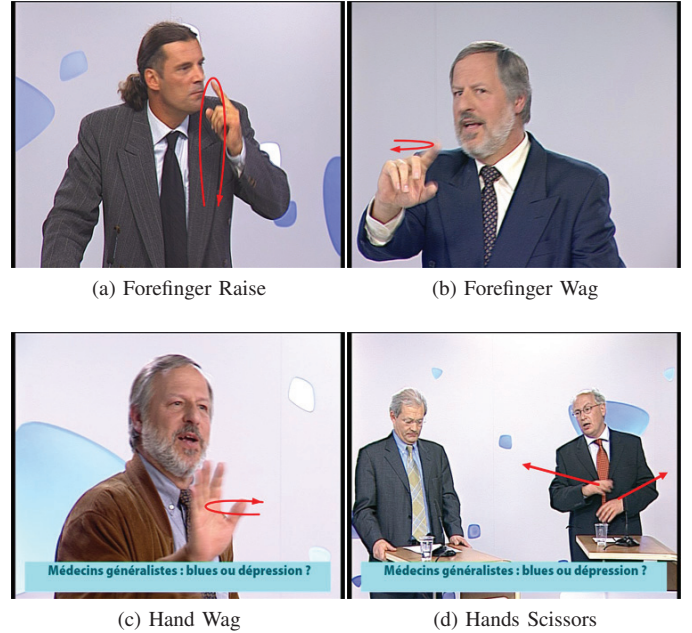 (a) Forefinger Raise
(b) Forefinger Wag
Médecins généralistes : blues ou dépression ?
Médecins généralistes : blues ou dépression ?
(c) Hand Wag
(d) Hands Scissors